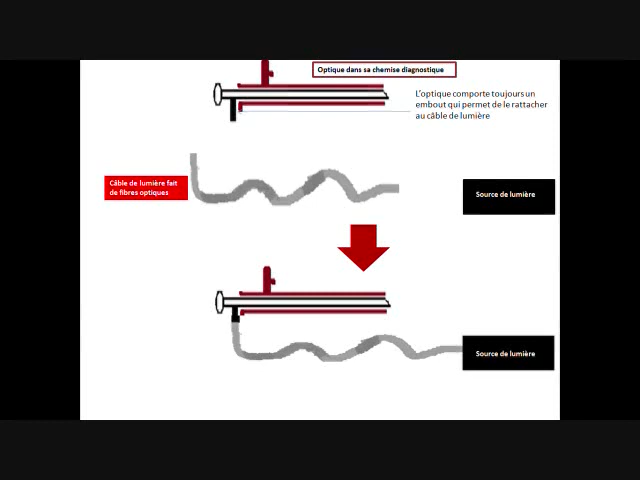 Optique dans sa chemise diagnostique
L'optique comporte toujours un
embout qui permet de le rattacher
au câble de lumière
Câble de lumière fait
de fibres optiques
Source de lumière
Source de lumière